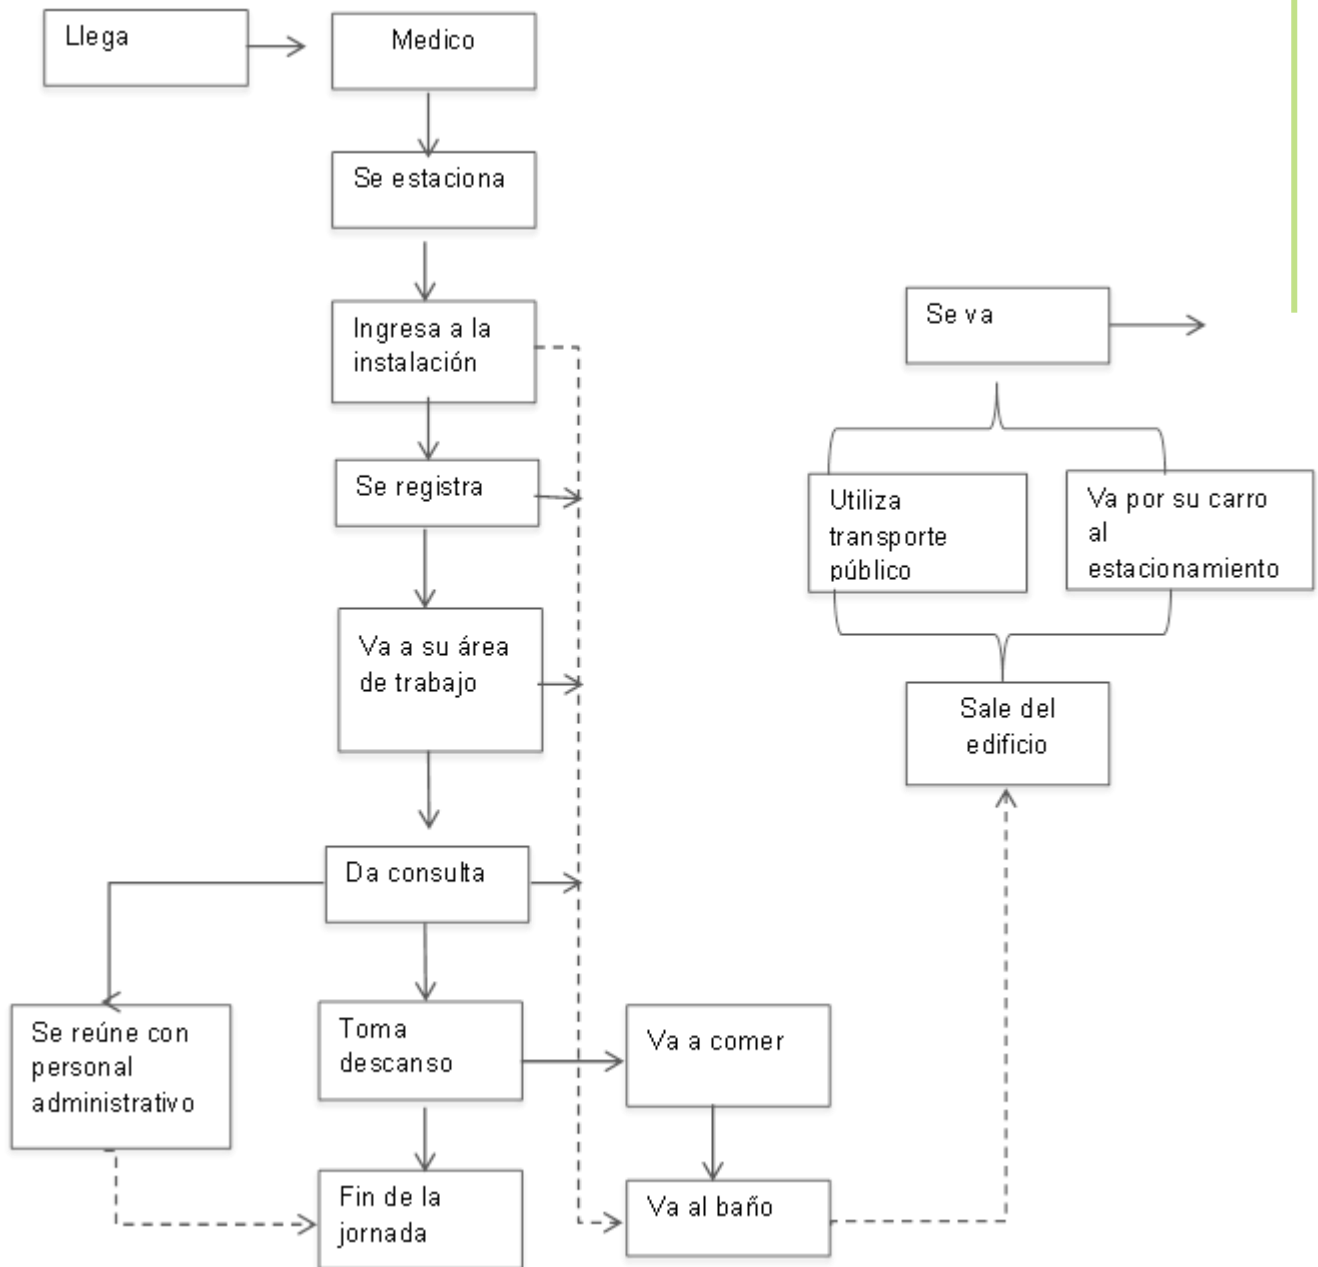 Llega
Medico
Se estaciona
Ingresa a la
instalación
Se registra
Va a su área
de trabajo
Da consulta
Se reúne con
personal
administrativo
Toma
descanso
Va a comer
Fin de la
jornada
Va al baño
Se va
Utiliza
transporte
público
Va por su carro
al
estacionamiento
Sale del
edificio